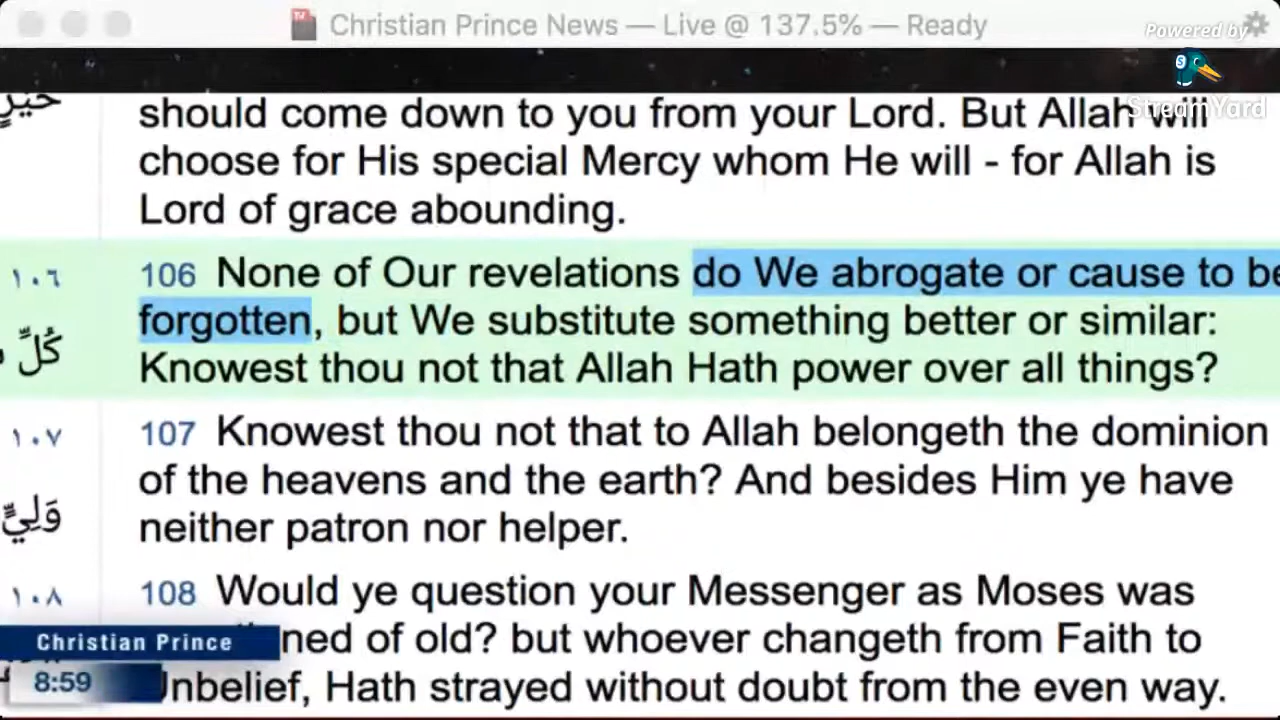 Christian Prince News — Live @ 137.5% — Ready
Powered by
StreamYard
should come down to you from your Lord. But Allah will
choose for His special Mercy whom He will - for Allah is
Lord of grace abounding.
١٠٦
106 None of Our revelations do We abrogate or cause to be
forgotten, but We substitute something better or similar:
كُلِّ
Knowest thou not that Allah Hath power over all things?
١٠٧
107 Knowest thou not that to Allah belongeth the dominion
of the heavens and the earth? And besides Him ye have
وَلِيٍّ
neither patron nor helper.
١٠٨
108 Would ye question your Messenger as Moses was
of old? but whoever changeth from Faith to
Christian Prince
8:59
Unbelief, Hath strayed without doubt from the even way.